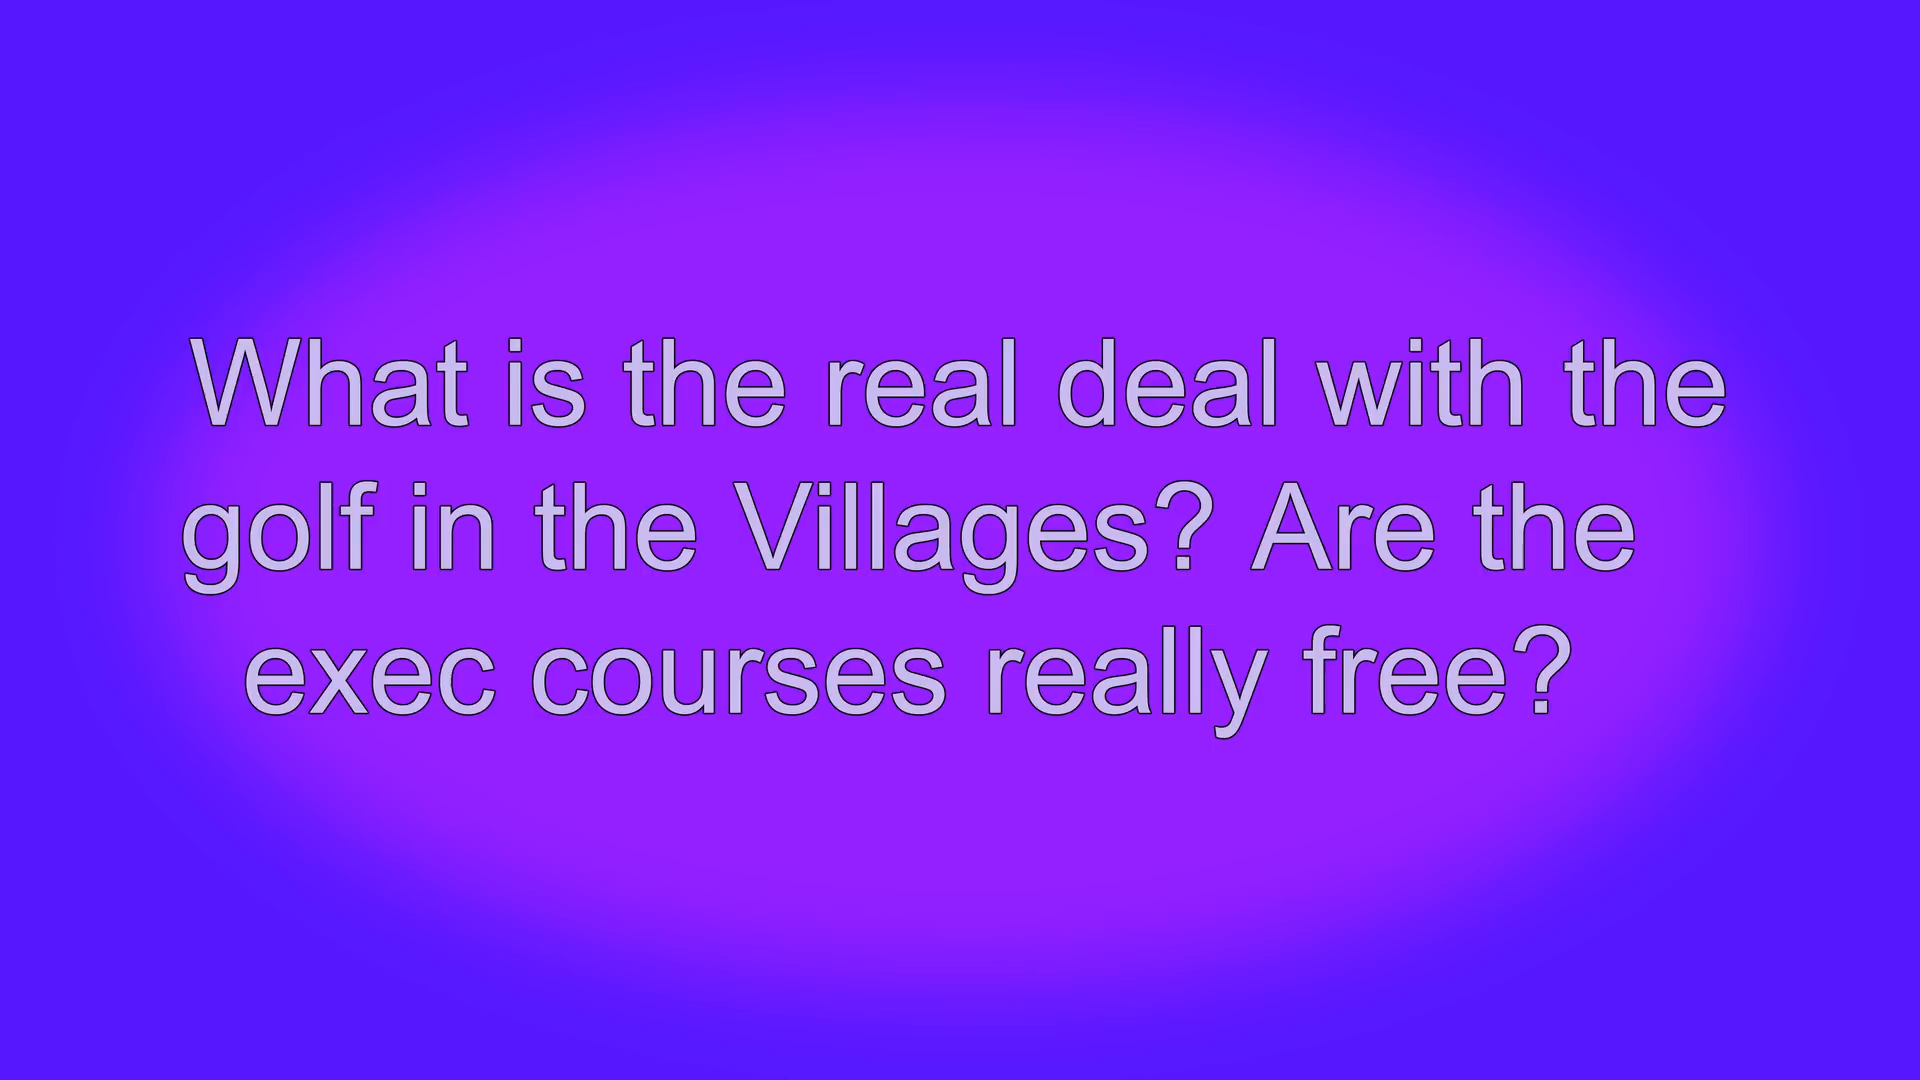 What is the real deal with the
golf in the Villages? Are the
exec courses really free?